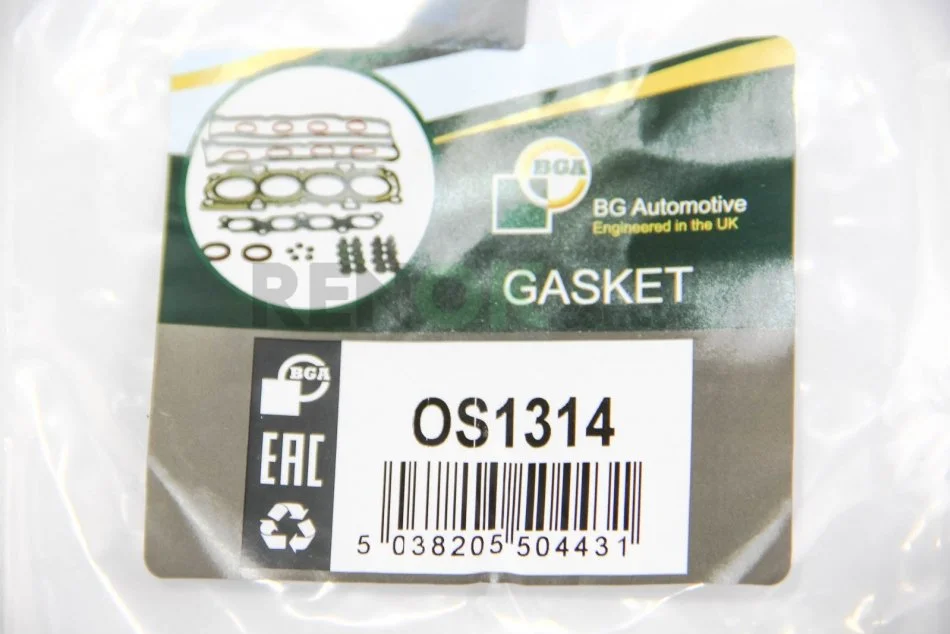 BGA
BG Automotive
Engineered in the UK
GASKET
BGA
OS1314
EAC
5 038205 504431